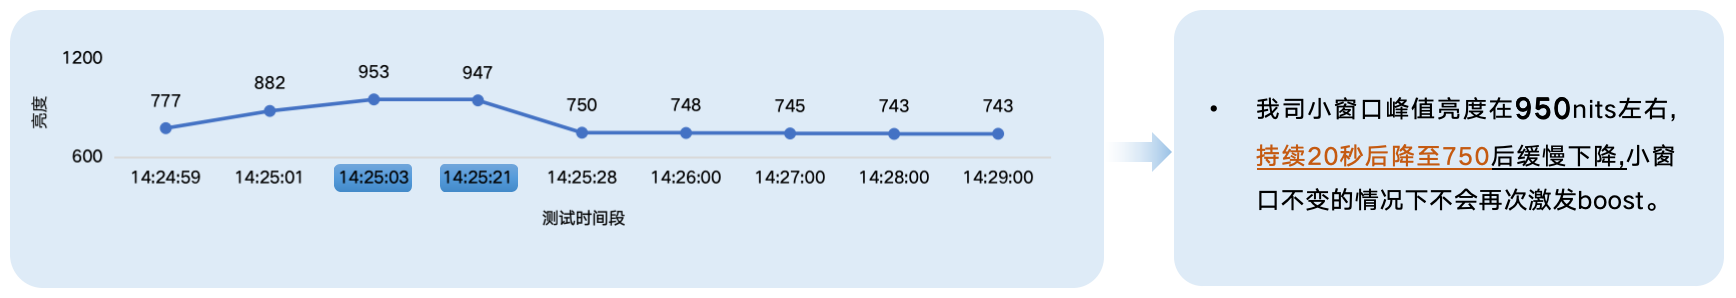 1200
亮度
600
777 882 953 947 750 748 745 743 743
14:24:59 14:25:01 14:25:03 14:25:21 14:25:28 14:26:00 14:27:00 14:28:00 14:29:00
测试时间段
• 我司小窗口峰值亮度在950nits左右,
持续20秒后降至750后缓慢下降,小窗
口不变的情况下不会再次激发boost。